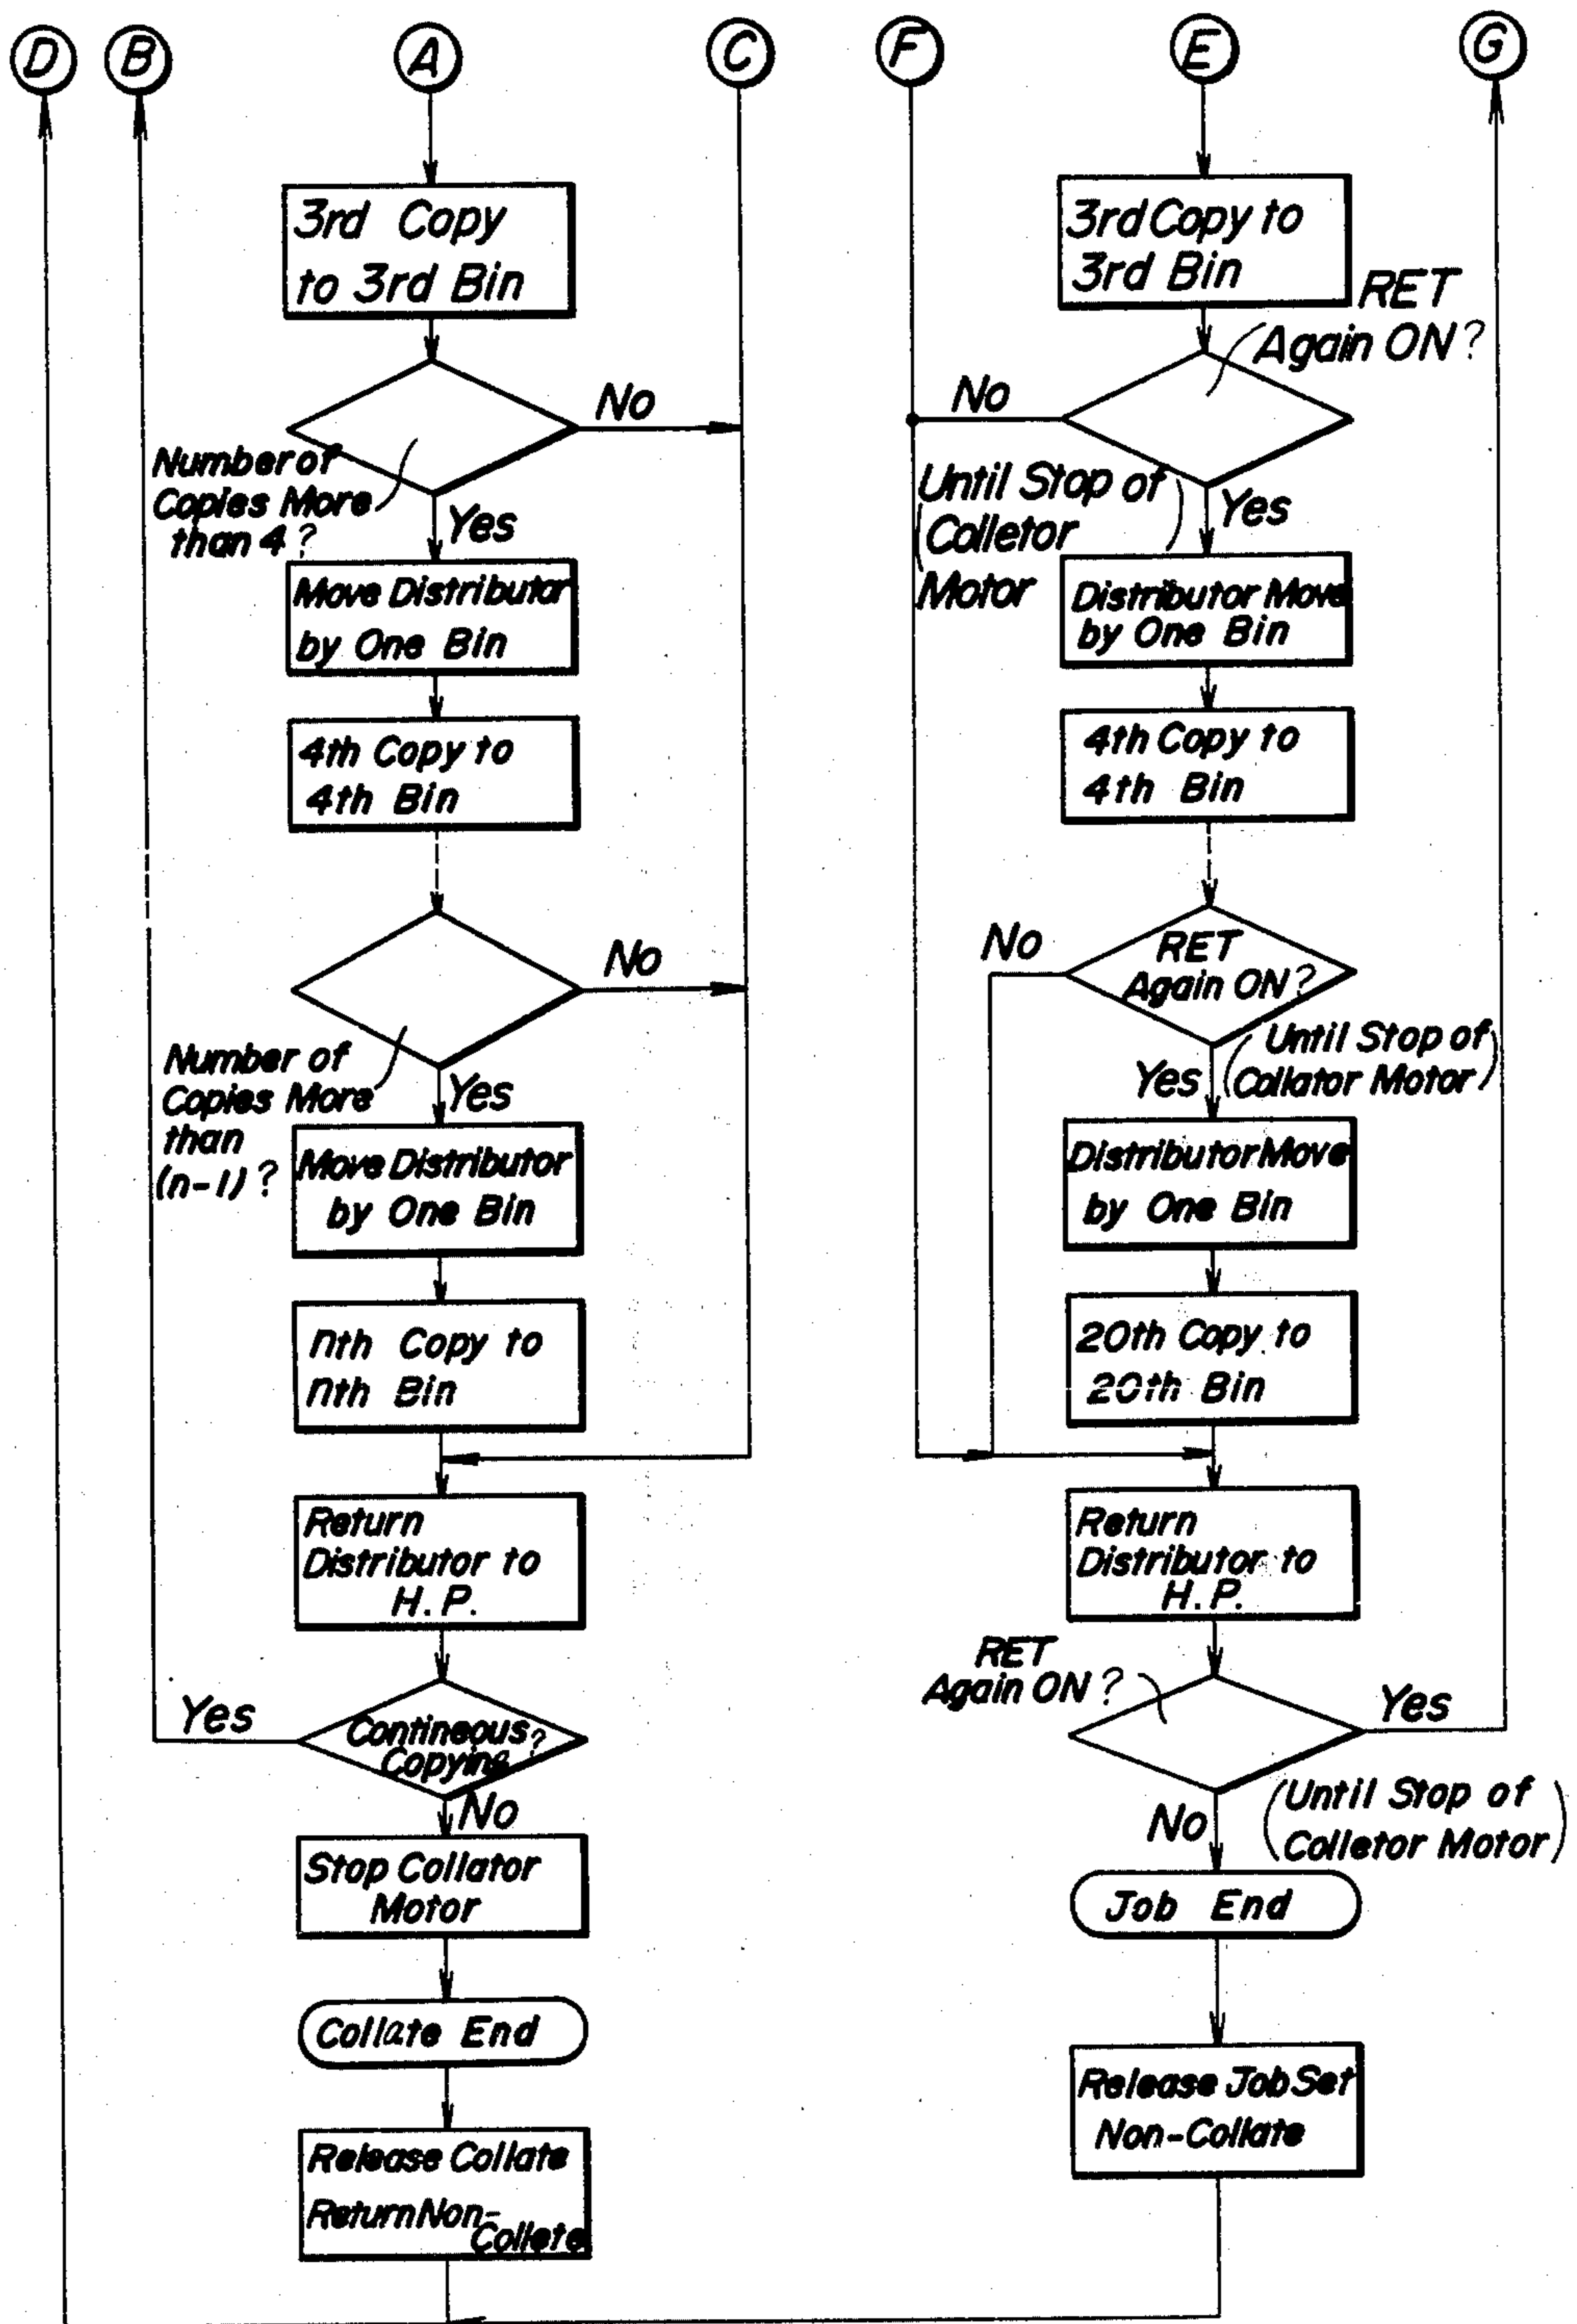 D B A C F E G
3rd Copy
to 3rd Bin
No
Number of
Copies More
than 4?
Yes
Move Distributor
by One Bin
4th Copy to
4th Bin
No
Number of
Copies More
than
(n-1)?
Yes
Move Distributor
by One Bin
nth Copy to
nth Bin
Return
Distributor to
H.P.
Yes
Contineous
Copying?
No
Stop Collator
Motor
Collate End
Release Collate
Return Non-
Collete
3rd Copy to
3rd Bin
RET
Again ON?
No
(Until Stop of
Colletor
Motor)
Yes
Distributor Move
by One Bin
4th Copy to
4th Bin
No
RET
Again ON?
Yes
(Until Stop of
Collator Motor)
Distributor Move
by One Bin
20th Copy to
20th Bin
Return
Distributor to
H.P.
RET
Again ON?
Yes
No
(Until Stop of
Colletor Motor)
Job End
Release Job Set
Non-Collate